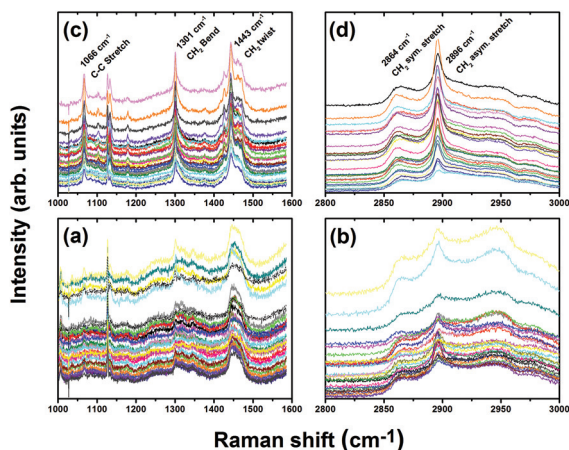 (c)
1066 cm-1
C-C Stretch
1301 cm-1
CH2 Bend
1443 cm-1
CH2 twist
1000 1100 1200 1300 1400 1500 1600
(d)
2864 cm-1
CH2 sym. stretch
2896 cm-1
CH2 asym. stretch
2800 2850 2900 2950 3000
Intensity (arb. units)
(a)
1000 1100 1200 1300 1400 1500 1600
(b)
2800 2850 2900 2950 3000
Raman shift (cm-1)